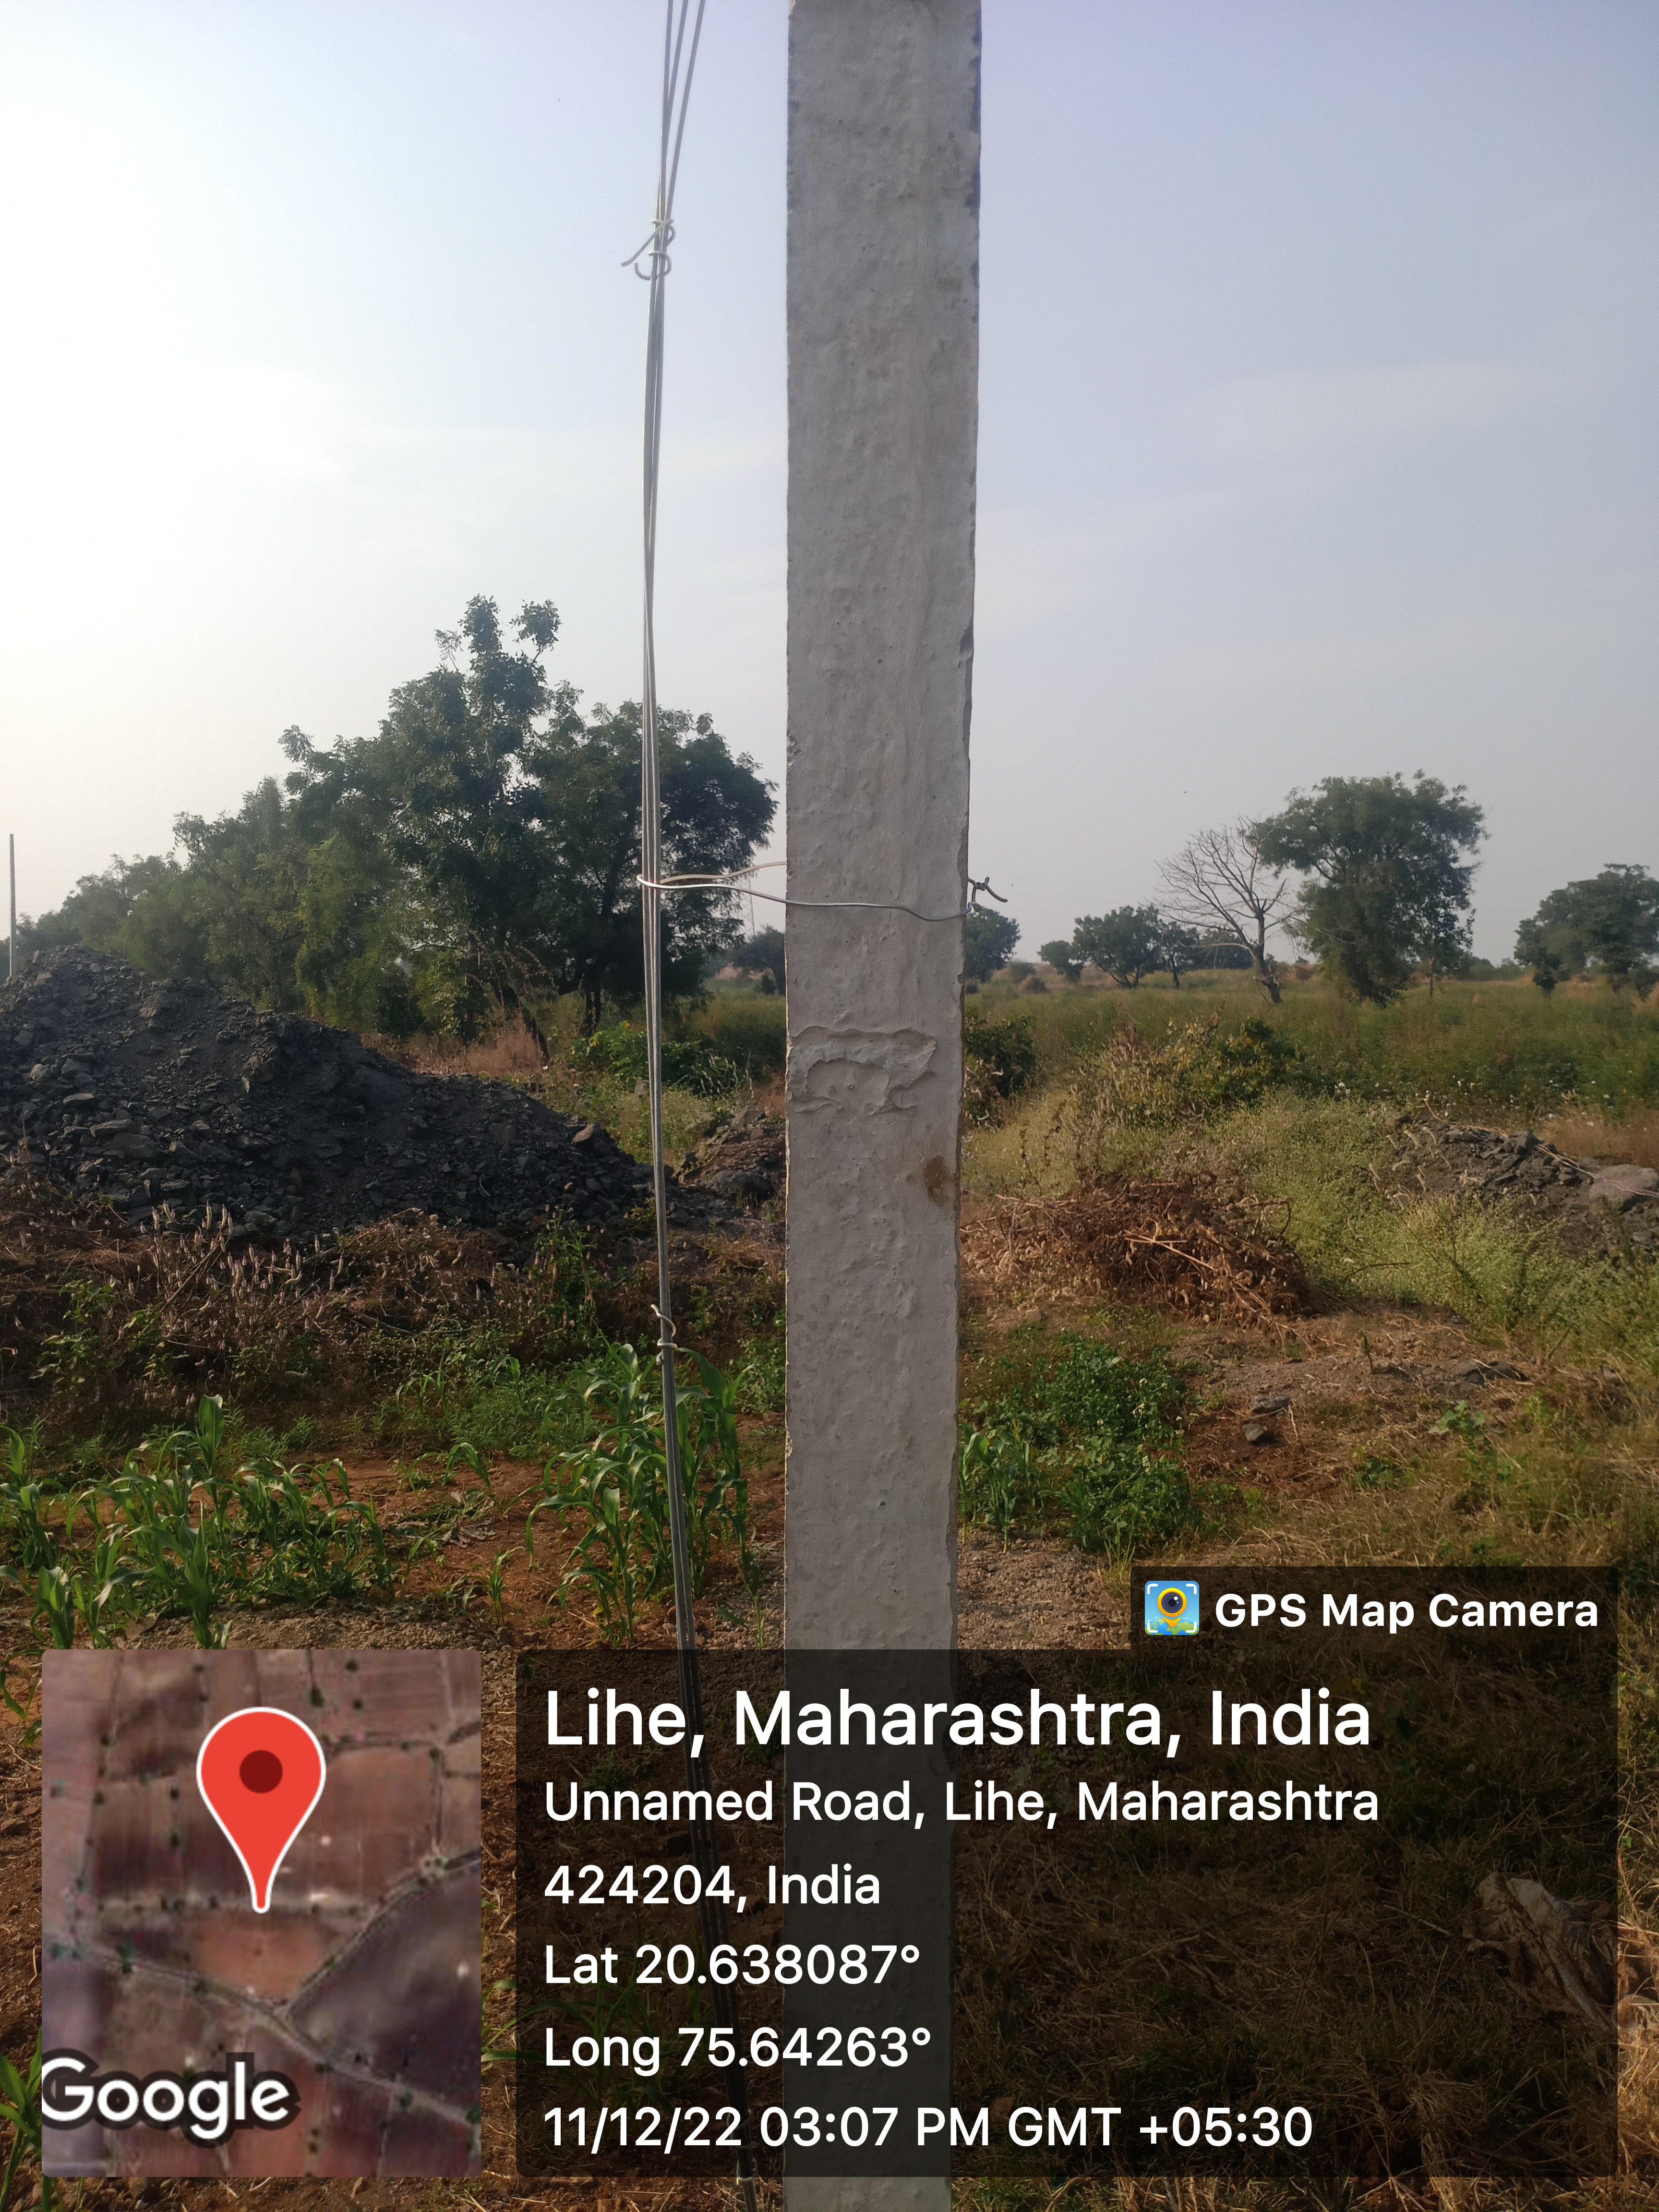 GPS Map Camera
Lihe, Maharashtra, India
Unnamed Road, Lihe, Maharashtra
424204, India
Lat 20.638087°
Long 75.64263°
11/12/22 03:07 PM GMT +05:30
Google